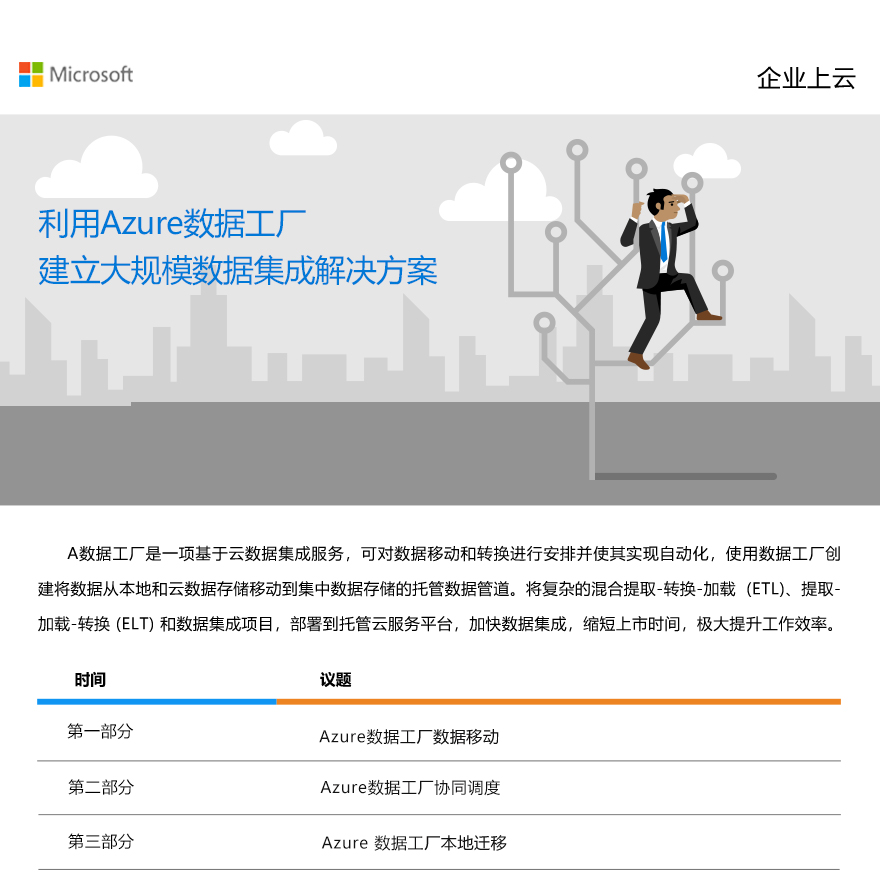 Microsoft
企业上云
利用Azure数据工厂
建立大规模数据集成解决方案
A数据工厂是一项基于云数据集成服务，可对数据移动和转换进行安排并使其实现自动化，使用数据工厂创
建将数据从本地和云数据存储移动到集中数据存储的托管数据管道。将复杂的混合提取-转换-加载 (ETL)、提取-
加载-转换 (ELT) 和数据集成项目，部署到托管云服务平台，加快数据集成，缩短上市时间，极大提升工作效率。
时间 议题
第一部分 Azure数据工厂数据移动
第二部分 Azure数据工厂协同调度
第三部分 Azure 数据工厂本地迁移